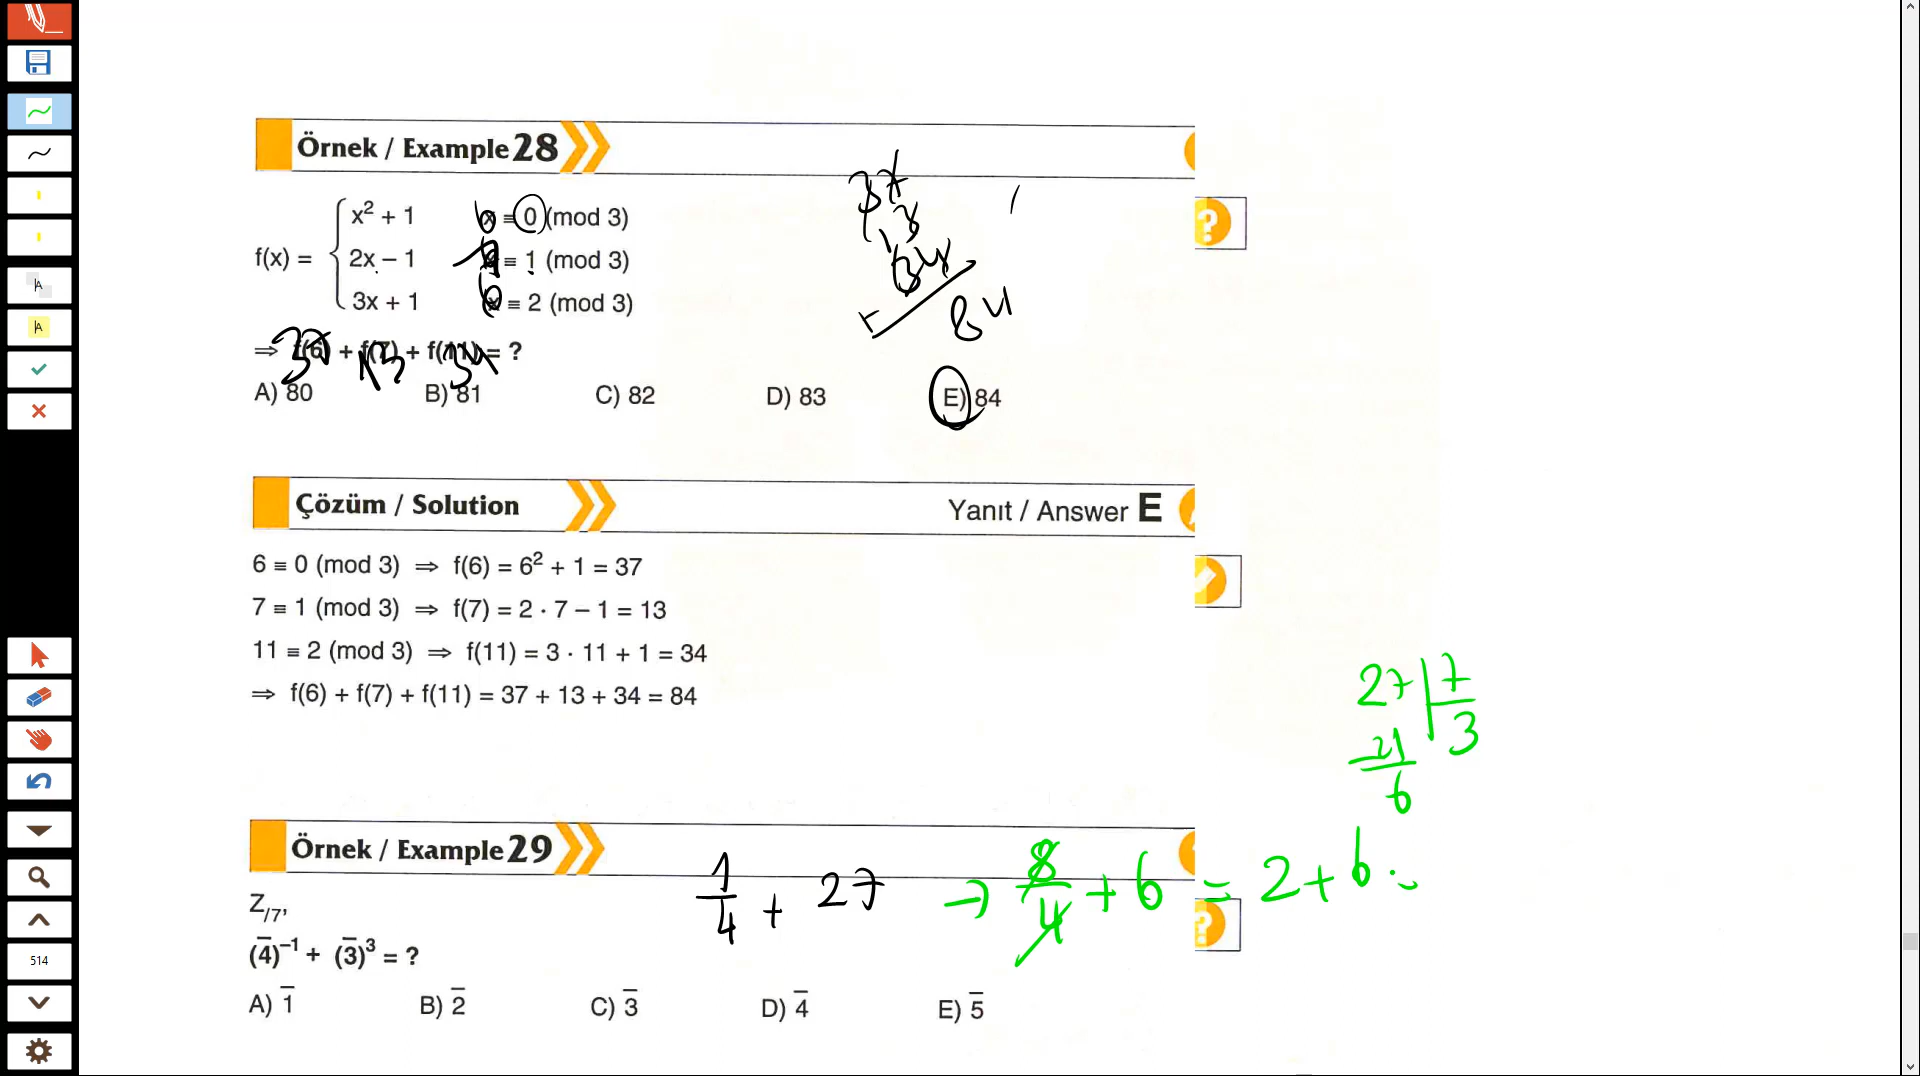 Örnek / Example 28
f(x) =
x² + 1 x ≡ 0 (mod 3)
2x – 1 ≡ 1 (mod 3)
3x + 1 x ≡ 2 (mod 3)
⇒ f(6) + f(7) + f(11) = ?
37 13 34
A) 80 B) 81 C) 82 D) 83 E) 84
37
13
34
+
84
Çözüm / Solution
Yanıt / Answer E
6 ≡ 0 (mod 3) ⇒ f(6) = 6² + 1 = 37
7 ≡ 1 (mod 3) ⇒ f(7) = 2 · 7 – 1 = 13
11 ≡ 2 (mod 3) ⇒ f(11) = 3 · 11 + 1 = 34
⇒ f(6) + f(7) + f(11) = 37 + 13 + 34 = 84
27 | 7
21 3
6
Örnek / Example 29
Z/7,
(4̅)⁻¹ + (3̅)³ = ?
1/4 + 27 → 8/4 + 6 = 2 + 6
A) 1̅ B) 2̅ C) 3̅ D) 4̅ E) 5̅
514